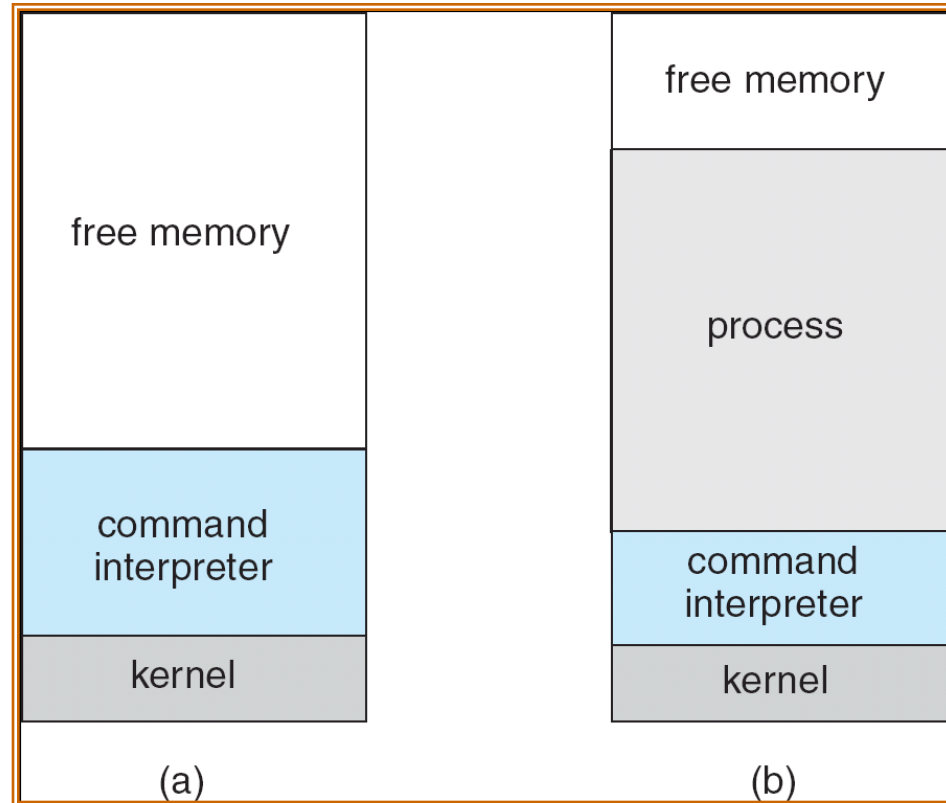 free memory
command
interpreter
kernel
(a)
free memory
process
command
interpreter
kernel
(b)